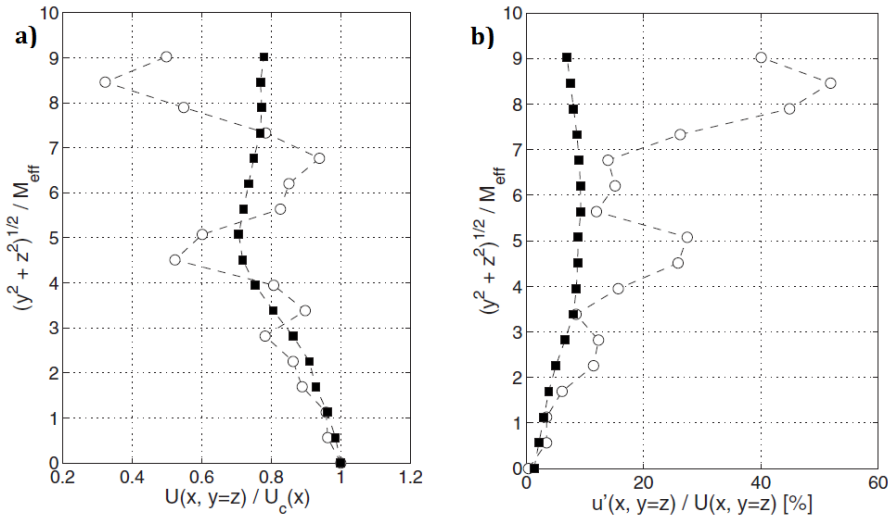 a)
9
8
7
6
5
4
3
2
1
0
(y² + z²)^1/2 / M_eff
0.2 0.4 0.6 0.8 1 1.2
U(x, y=z) / U_c(x)
b)
9
8
7
6
5
4
3
2
1
0
(y² + z²)^1/2 / M_eff
0 20 40 60
u'(x, y=z) / U(x, y=z) [%]